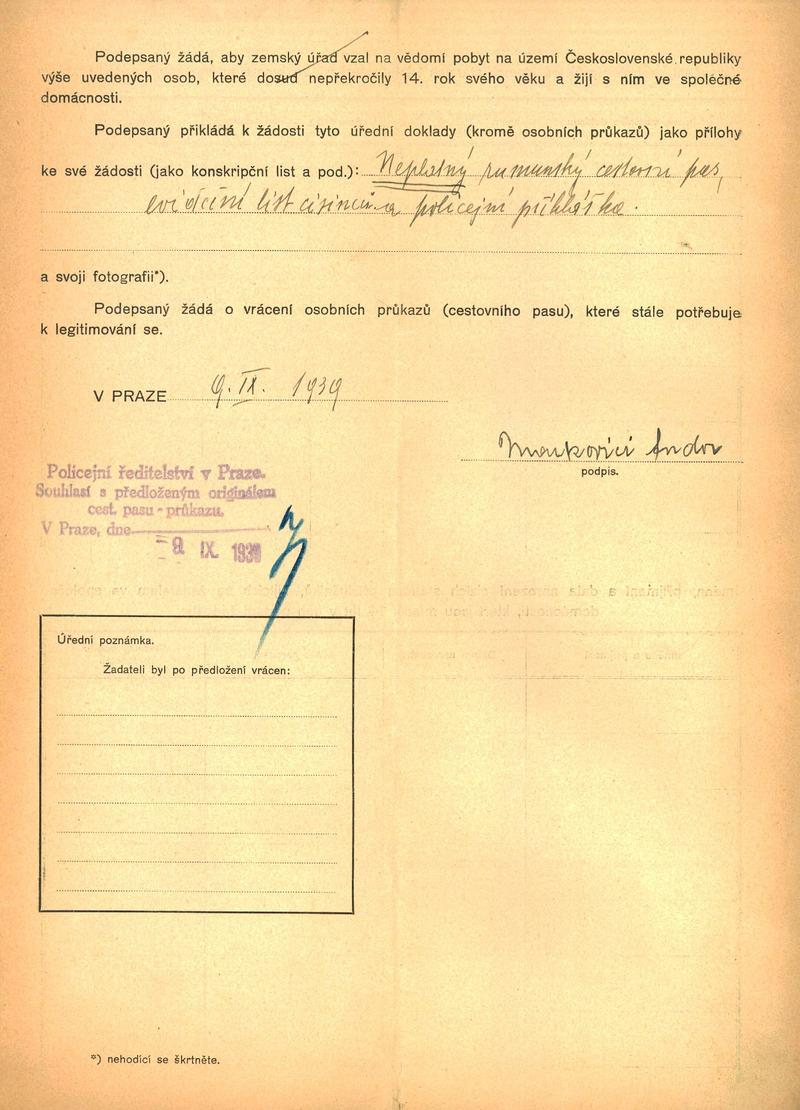 Podepsaný žádá, aby zemský úřad vzal na vědomí pobyt na území Československé republiky
výše uvedených osob, které dosud nepřekročily 14. rok svého věku a žijí s ním ve společné
domácnosti.
Podepsaný přikládá k žádosti tyto úřední doklady (kromě osobních průkazů) jako přílohy
ke své žádosti (jako konskripční list a pod.): Neplatný rumunský cestovní pas,
evidenční list cizinců a policejní přihláška.
a svoji fotografii*).
Podepsaný žádá o vrácení osobních průkazů (cestovního pasu), které stále potřebuje
k legitimování se.
V PRAZE 9. IX. 1939
Andor
podpis.
Policejní ředitelství v Praze.
Souhlasí s předloženým originálem
cest. pasu - průkazu.
V Praze, dne
- 9 IX. 1939
Úřední poznámka.
Žadateli byl po předložení vrácen:
*) nehodící se škrtněte.